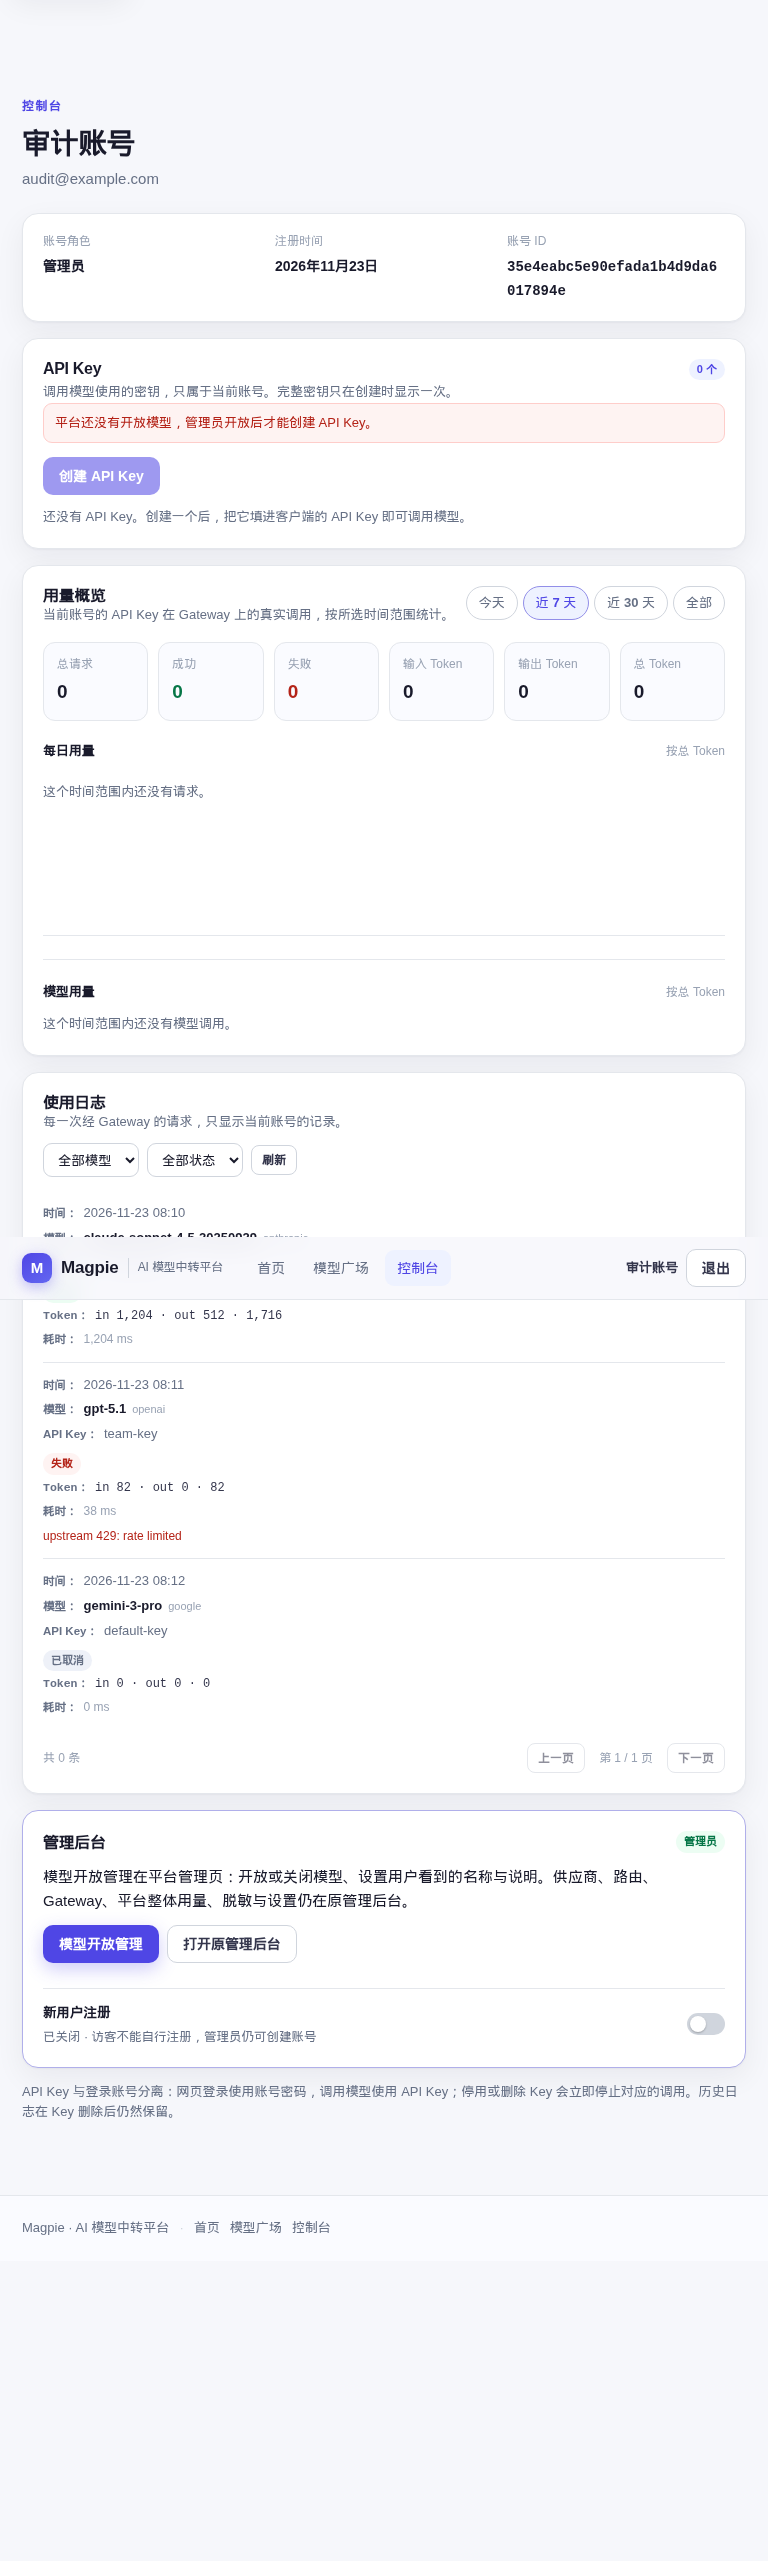 控制台
审计账号
audit@example.com
账号角色
管理员
注册时间
2026年11月23日
账号 ID
35e4eabc5e90efada1b4d9da6
017894e
API Key
0 个
调用模型使用的密钥，只属于当前账号。完整密钥只在创建时显示一次。
平台还没有开放模型，管理员开放后才能创建 API Key。
创建 API Key
还没有 API Key。创建一个后，把它填进客户端的 API Key 即可调用模型。
用量概览
当前账号的 API Key 在 Gateway 上的真实调用，按所选时间范围统计。
今天
近 7 天
近 30 天
全部
总请求
0
成功
0
失败
0
输入 Token
0
输出 Token
0
总 Token
0
每日用量
按总 Token
这个时间范围内还没有请求。
模型用量
按总 Token
这个时间范围内还没有模型调用。
使用日志
每一次经 Gateway 的请求，只显示当前账号的记录。
全部模型
全部状态
刷新
时间： 2026-11-23 08:10
M
Magpie
AI 模型中转平台
首页
模型广场
控制台
审计账号
退出
Token： in 1,204 · out 512 · 1,716
耗时： 1,204 ms
时间： 2026-11-23 08:11
模型： gpt-5.1 openai
API Key： team-key
失败
Token： in 82 · out 0 · 82
耗时： 38 ms
upstream 429: rate limited
时间： 2026-11-23 08:12
模型： gemini-3-pro google
API Key： default-key
已取消
Token： in 0 · out 0 · 0
耗时： 0 ms
共 0 条
上一页
第 1 / 1 页
下一页
管理后台
管理员
模型开放管理在平台管理页：开放或关闭模型、设置用户看到的名称与说明。供应商、路由、
Gateway、平台整体用量、脱敏与设置仍在原管理后台。
模型开放管理
打开原管理后台
新用户注册
已关闭 · 访客不能自行注册，管理员仍可创建账号
API Key 与登录账号分离：网页登录使用账号密码，调用模型使用 API Key；停用或删除 Key 会立即停止对应的调用。历史日
志在 Key 删除后仍然保留。
Magpie · AI 模型中转平台 · 首页 模型广场 控制台